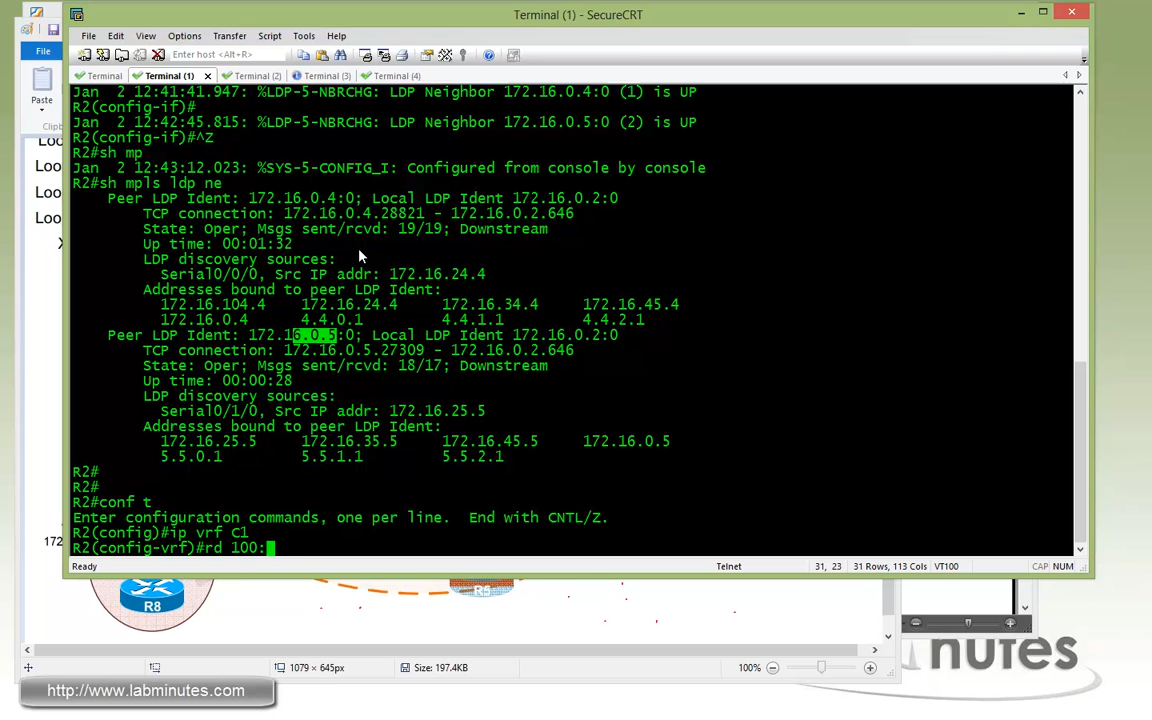 Terminal (1) - SecureCRT
File Edit View Options Transfer Script Tools Help
Enter host <Alt+R>
Terminal Terminal (1) Terminal (2) Terminal (3) Terminal (4)
Jan  2 12:41:41.947: %LDP-5-NBRCHG: LDP Neighbor 172.16.0.4:0 (1) is UP
R2(config-if)#
Jan  2 12:42:45.815: %LDP-5-NBRCHG: LDP Neighbor 172.16.0.5:0 (2) is UP
R2(config-if)#^Z
R2#sh mp
Jan  2 12:43:12.023: %SYS-5-CONFIG_I: Configured from console by console
R2#sh mpls ldp ne
    Peer LDP Ident: 172.16.0.4:0; Local LDP Ident 172.16.0.2:0
        TCP connection: 172.16.0.4.28821 - 172.16.0.2.646
        State: Oper; Msgs sent/rcvd: 19/19; Downstream
        Up time: 00:01:32
        LDP discovery sources:
          Serial0/0/0, Src IP addr: 172.16.24.4
        Addresses bound to peer LDP Ident:
          172.16.104.4    172.16.24.4     172.16.34.4     172.16.45.4
          172.16.0.4      4.4.0.1         4.4.1.1         4.4.2.1
    Peer LDP Ident: 172.16.0.5:0; Local LDP Ident 172.16.0.2:0
        TCP connection: 172.16.0.5.27309 - 172.16.0.2.646
        State: Oper; Msgs sent/rcvd: 18/17; Downstream
        Up time: 00:00:28
        LDP discovery sources:
          Serial0/1/0, Src IP addr: 172.16.25.5
        Addresses bound to peer LDP Ident:
          172.16.25.5     172.16.35.5     172.16.45.5     172.16.0.5
          5.5.0.1         5.5.1.1         5.5.2.1
R2#
R2#
R2#conf t
Enter configuration commands, one per line.  End with CNTL/Z.
R2(config)#ip vrf C1
R2(config-vrf)#rd 100:
Ready Telnet 31, 23 31 Rows, 113 Cols VT100 CAP NUM
File
Paste
Loo
Loo
Loo
172
R8
1079 × 645px Size: 197.4KB 100%
nutes
http://www.labminutes.com